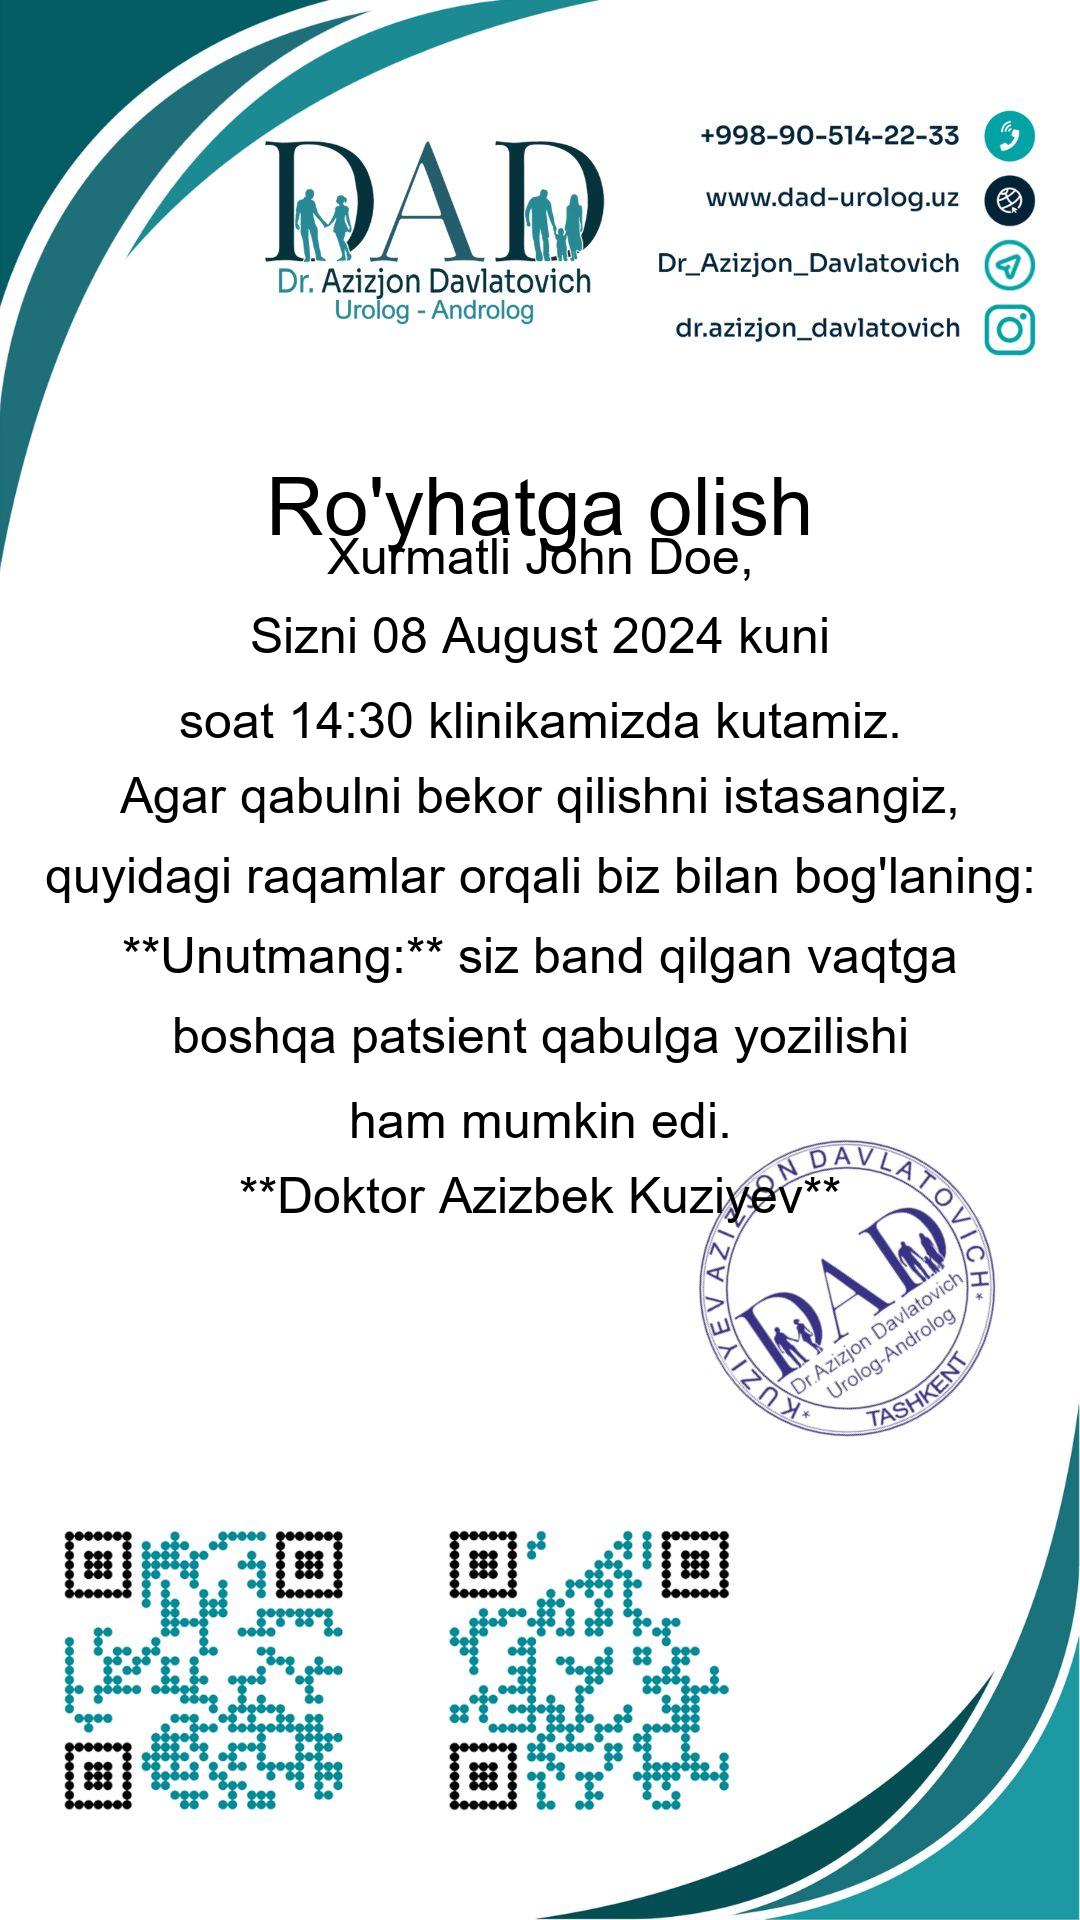 +998-90-514-22-33
www.dad-urolog.uz
Dr_Azizjon_Davlatovich
dr.azizjon_davlatovich
DAD
Dr. Azizjon Davlatovich
Urolog - Androlog
Ro'yhatga olish
Xurmatli John Doe,
Sizni 08 August 2024 kuni
soat 14:30 klinikamizda kutamiz.
Agar qabulni bekor qilishni istasangiz,
quyidagi raqamlar orqali biz bilan bog'laning:
**Unutmang:** siz band qilgan vaqtga
boshqa patsient qabulga yozilishi
ham mumkin edi.
**Doktor Azizbek Kuziyev**
*KUZIYEV AZIZJON DAVLATOVICH*
DAD
Dr.Azizjon Davlatovich
Urolog-Androlog
TASHKENT